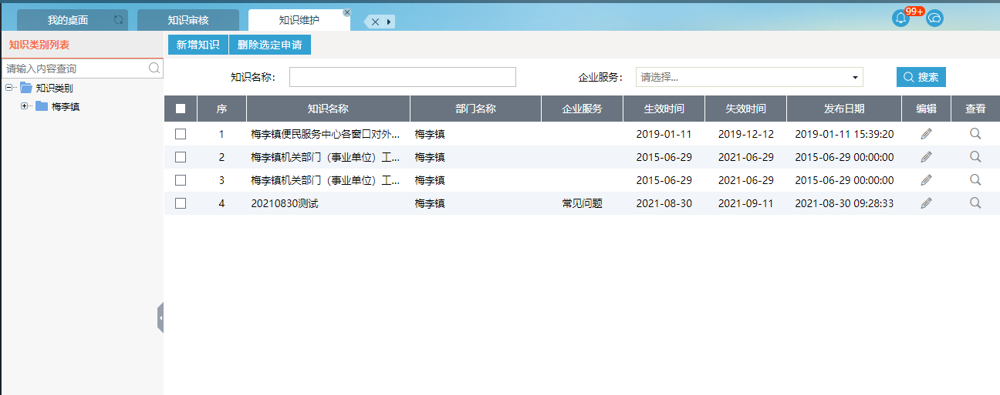 我的桌面 知识审核 知识维护
99+
知识类别列表 新增知识 删除选定申请
请输入内容查询
知识名称: 企业服务: 请选择... 搜索
知识类别
梅李镇
序 知识名称 部门名称 企业服务 生效时间 失效时间 发布日期 编辑 查看
1 梅李镇便民服务中心各窗口对外... 梅李镇 2019-01-11 2019-12-12 2019-01-11 15:39:20
2 梅李镇机关部门（事业单位）工... 梅李镇 2015-06-29 2021-06-29 2015-06-29 00:00:00
3 梅李镇机关部门（事业单位）工... 梅李镇 2015-06-29 2021-06-29 2015-06-29 00:00:00
4 20210830测试 梅李镇 常见问题 2021-08-30 2021-09-11 2021-08-30 09:28:33